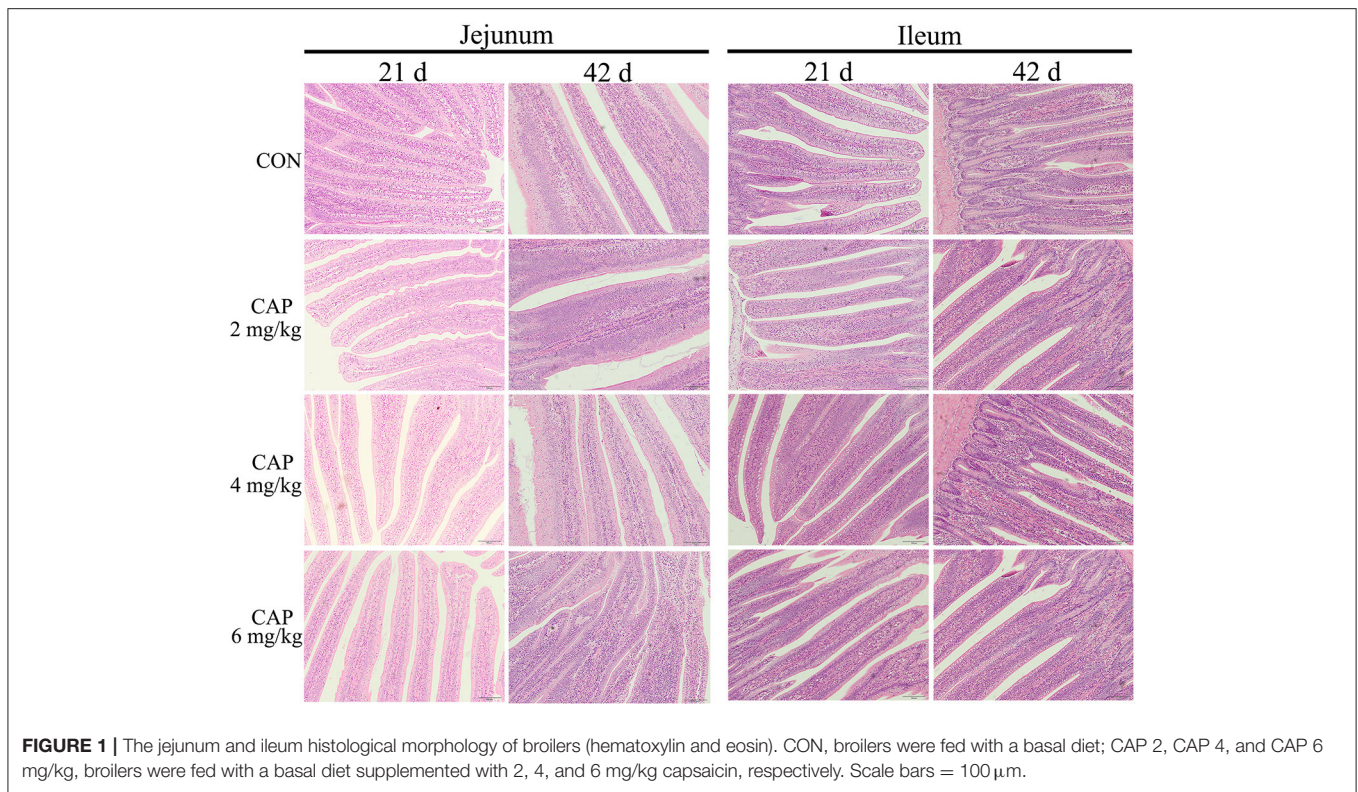 Jejunum
Ileum
21 d
42 d
21 d
42 d
CON
CAP
2 mg/kg
CAP
4 mg/kg
CAP
6 mg/kg
FIGURE 1 | The jejunum and ileum histological morphology of broilers (hematoxylin and eosin). CON, broilers were fed with a basal diet; CAP 2, CAP 4, and CAP 6
mg/kg, broilers were fed with a basal diet supplemented with 2, 4, and 6 mg/kg capsaicin, respectively. Scale bars = 100 μm.